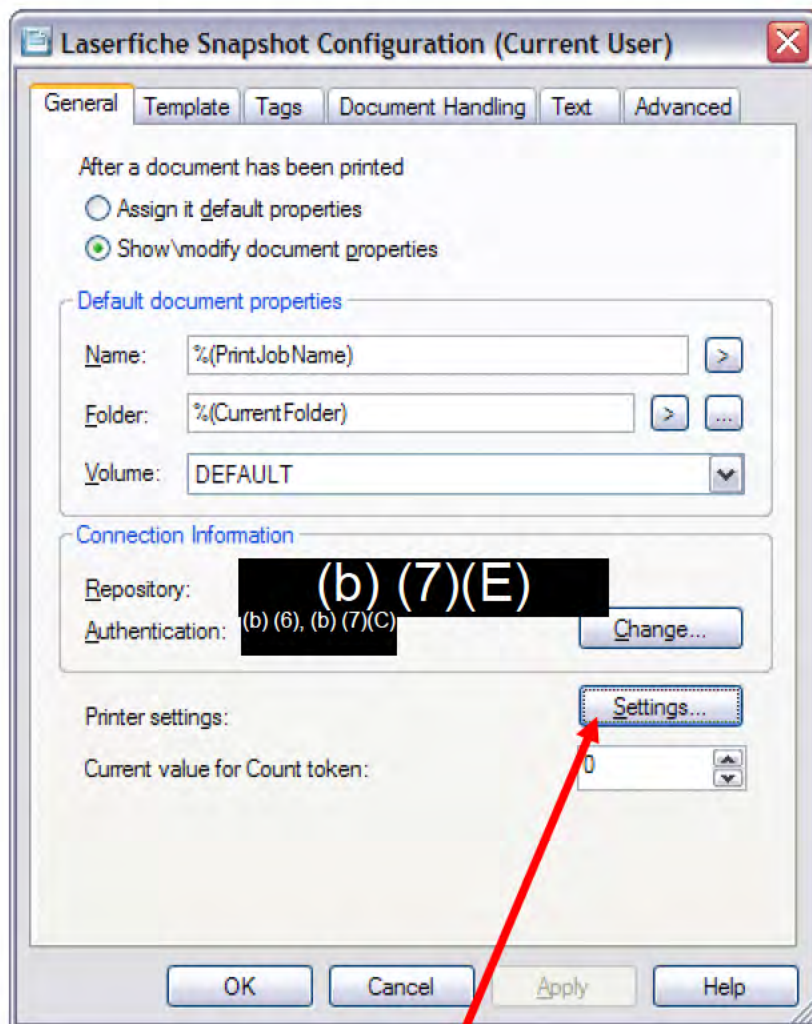 Laserfiche Snapshot Configuration (Current User)
General Template Tags Document Handling Text Advanced
After a document has been printed
Assign it default properties
Show\modify document properties
Default document properties
Name: %(PrintJobName) >
Folder: %(CurrentFolder) > ...
Volume: DEFAULT
Connection Information
Repository: (b) (7)(E)
Authentication: (b) (6), (b) (7)(C) Change...
Printer settings: Settings...
Current value for Count token: 0
OK Cancel Apply Help